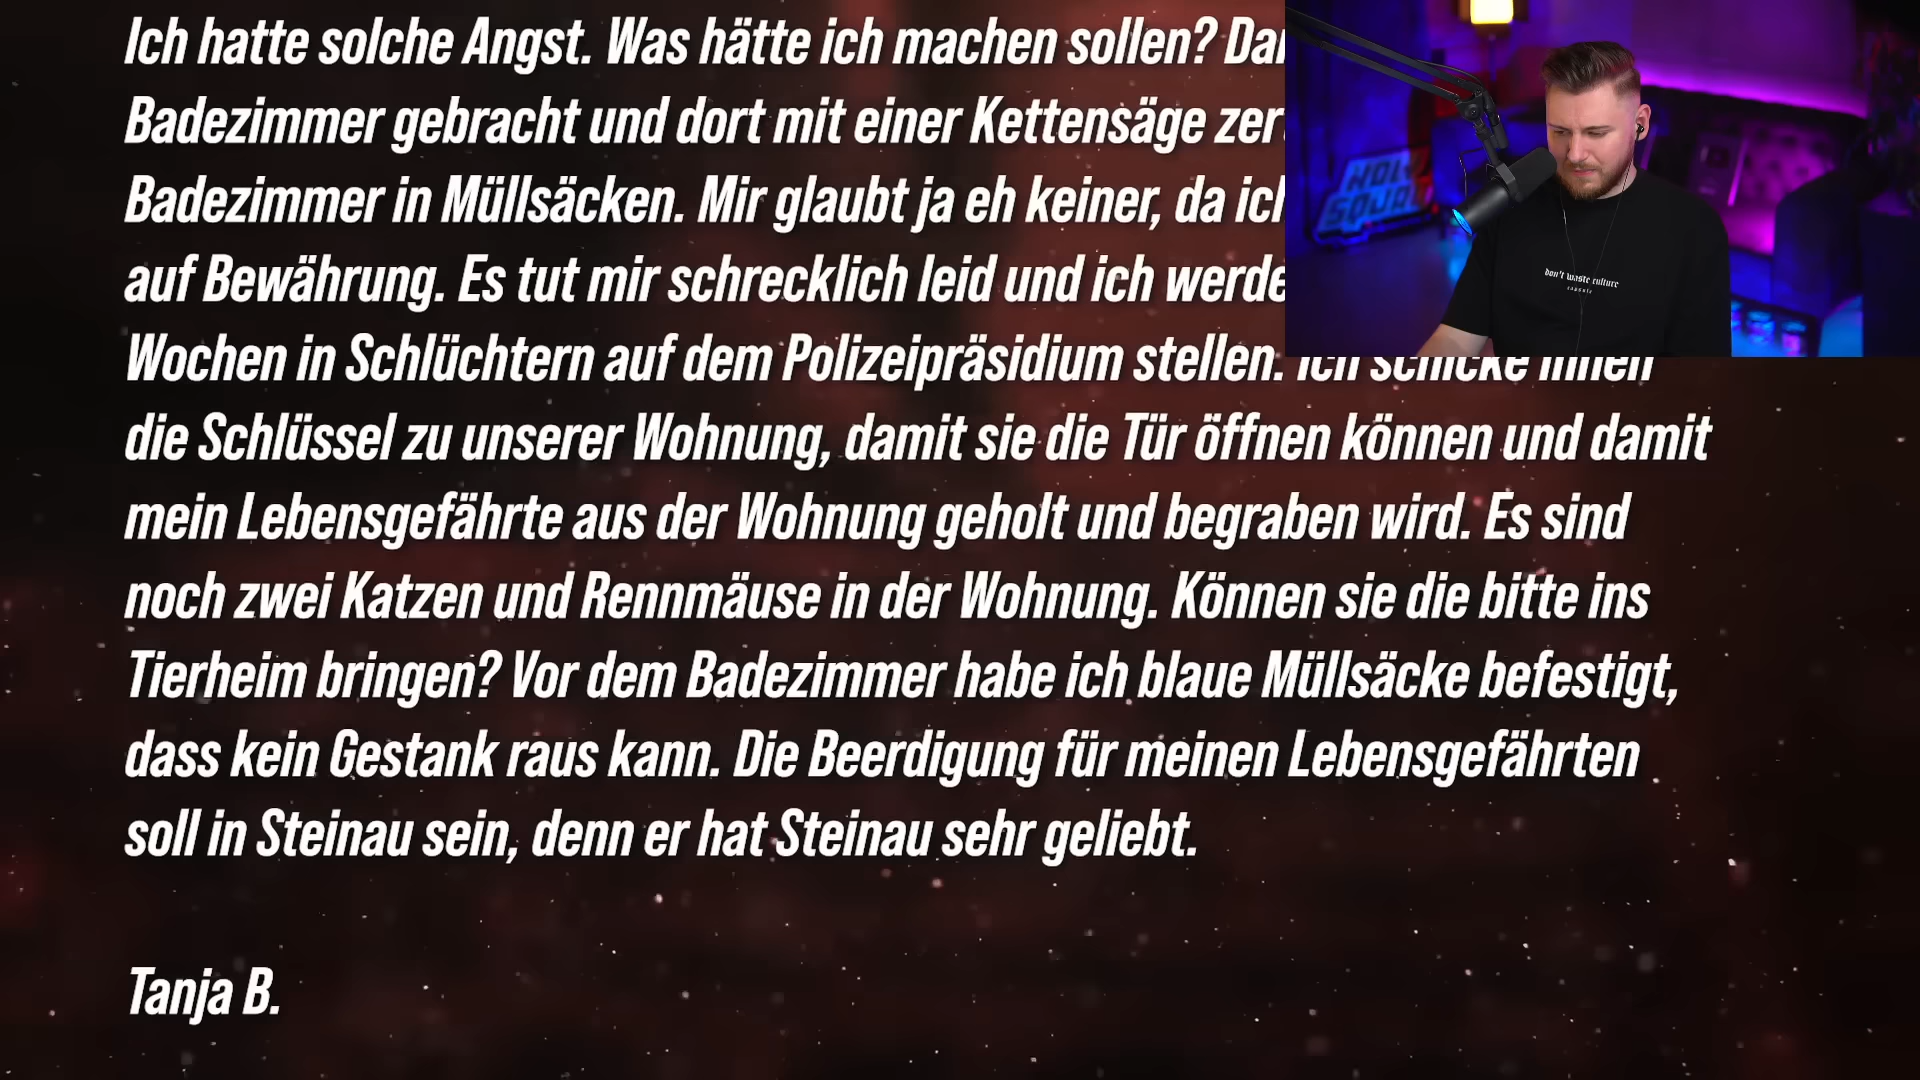 Ich hatte solche Angst. Was hätte ich machen sollen?
Badezimmer gebracht und dort mit einer Kettensäge
Badezimmer in Müllsäcken. Mir glaubt ja eh keiner, da ich
auf Bewährung. Es tut mir schrecklich leid und ich werde
Wochen in Schlüchtern auf dem Polizeipräsidium stellen. Ich schicke Ihnen
die Schlüssel zu unserer Wohnung, damit sie die Tür öffnen können und damit
mein Lebensgefährte aus der Wohnung geholt und begraben wird. Es sind
noch zwei Katzen und Rennmäuse in der Wohnung. Können sie die bitte ins
Tierheim bringen? Vor dem Badezimmer habe ich blaue Müllsäcke befestigt,
dass kein Gestank raus kann. Die Beerdigung für meinen Lebensgefährten
soll in Steinau sein, denn er hat Steinau sehr geliebt.
Tanja B.
don't waste culture